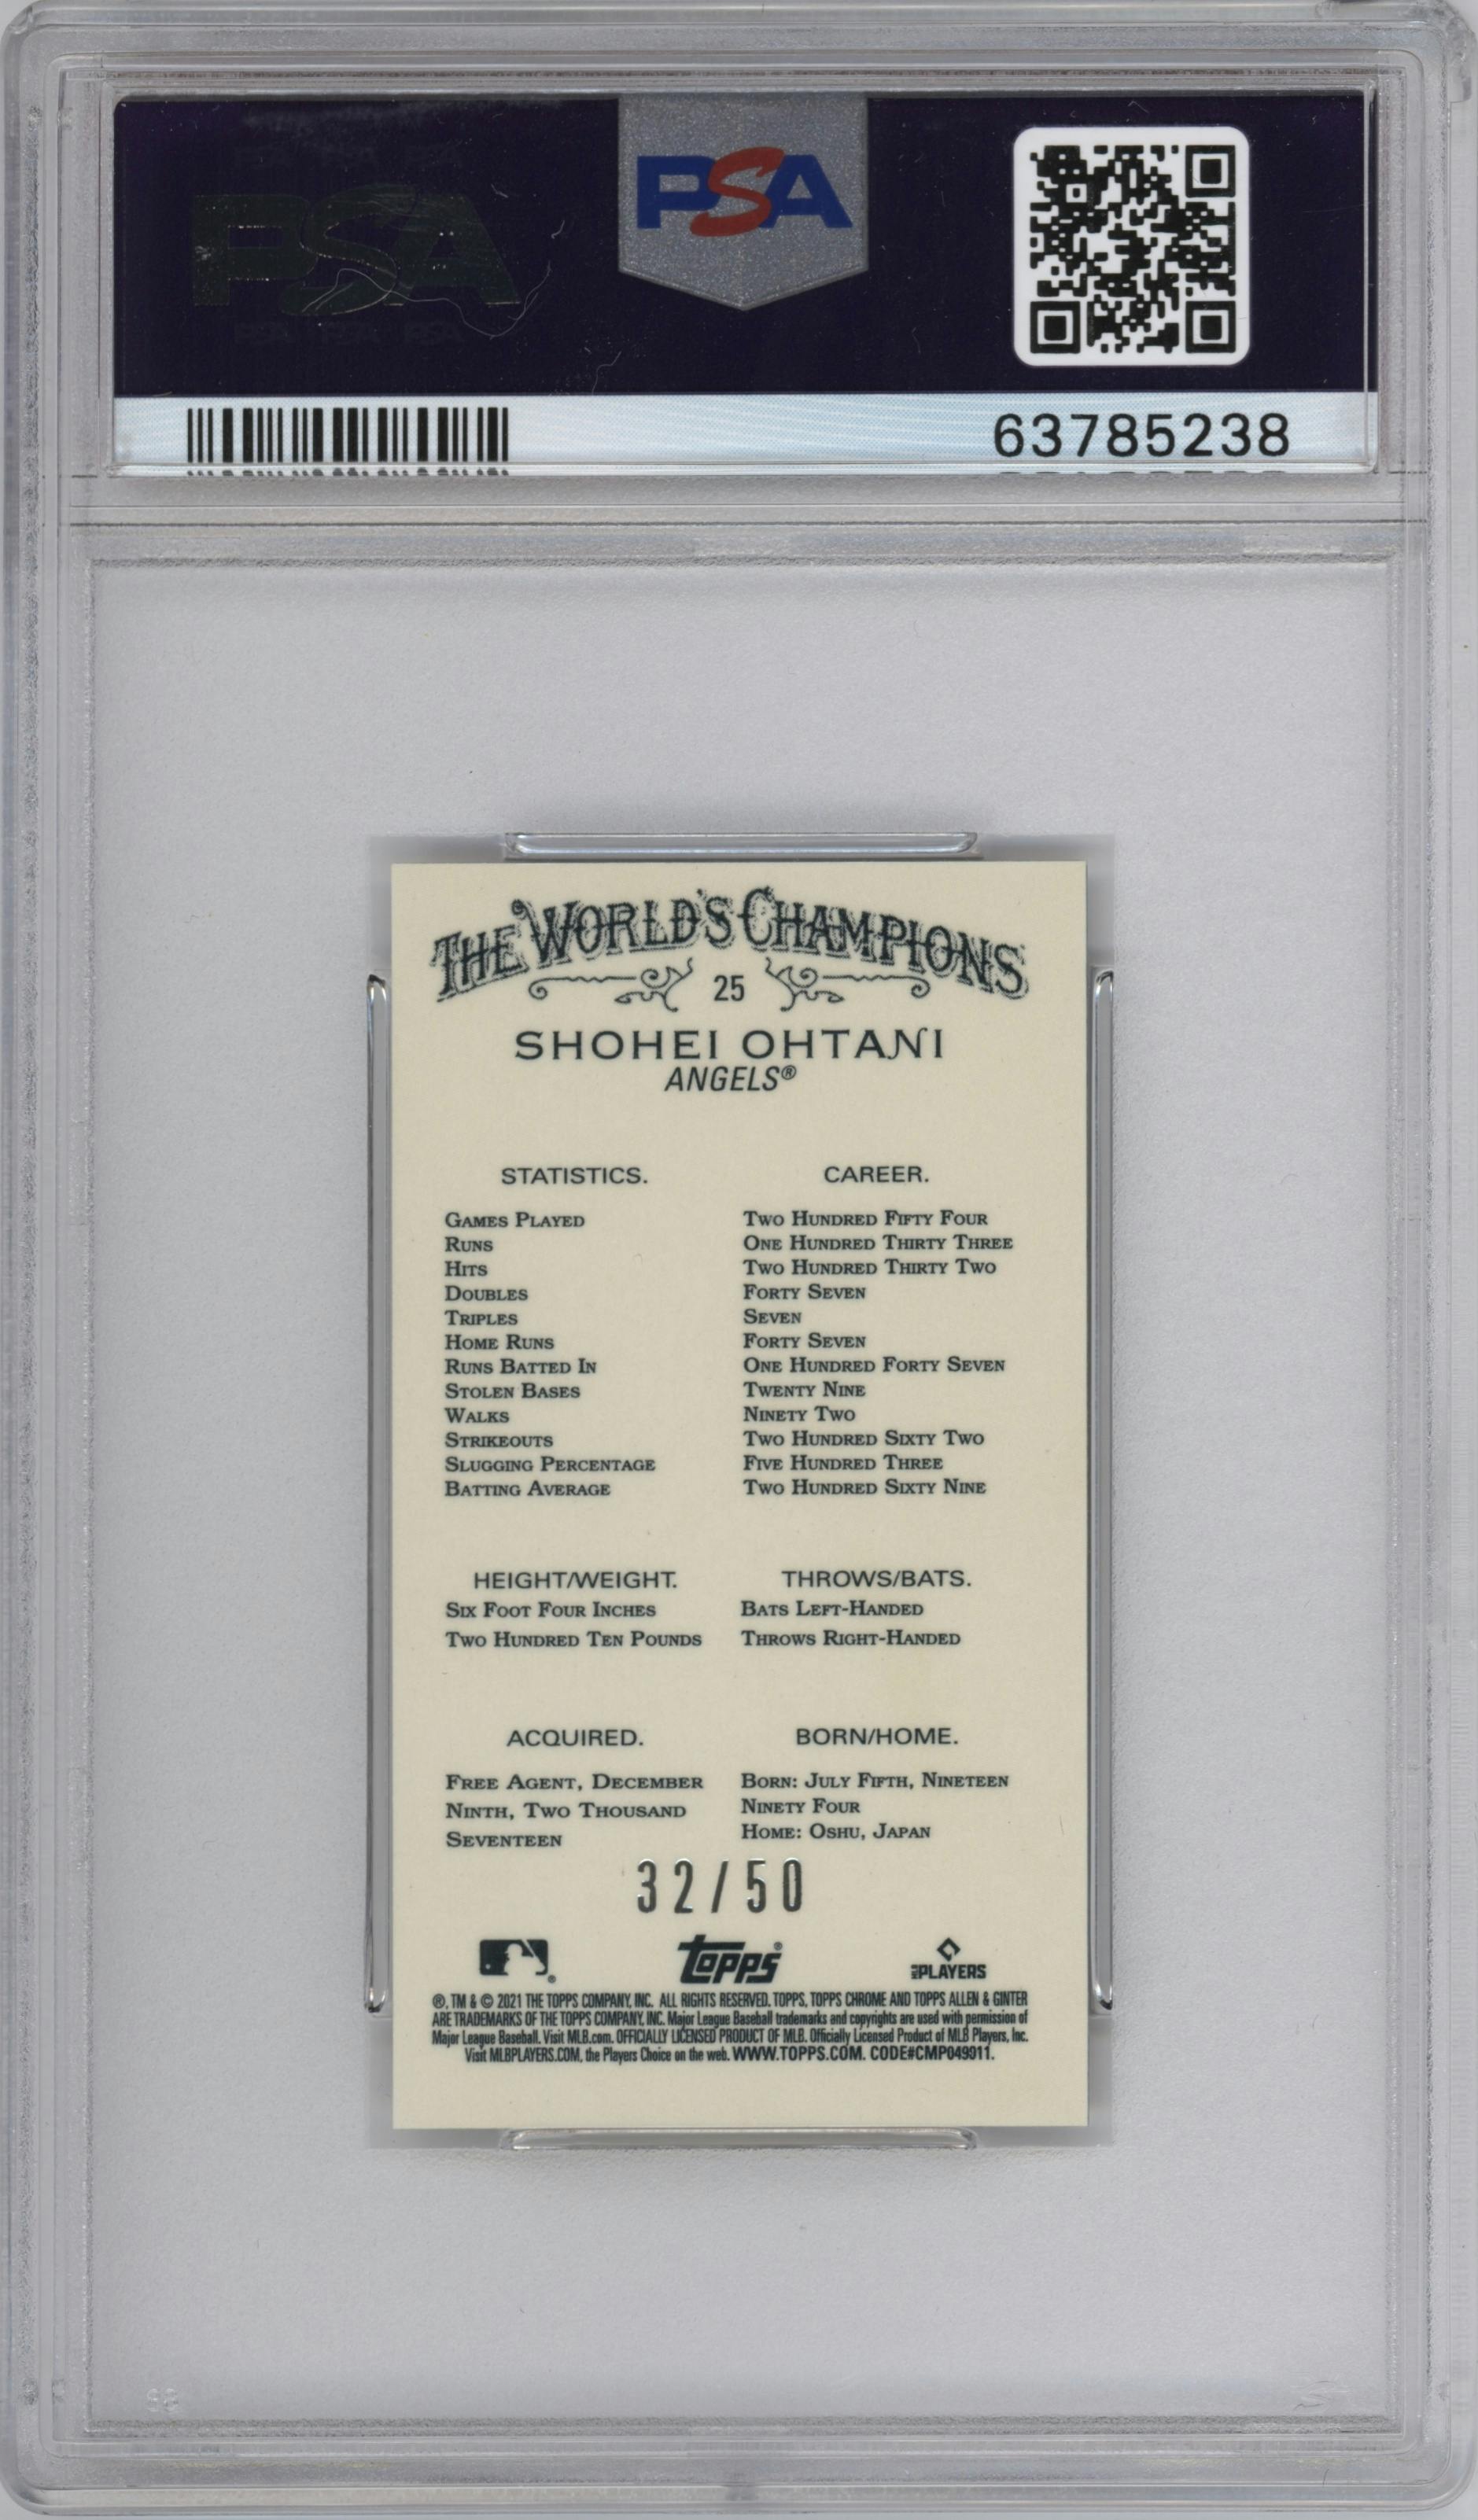 PSA
PSA
63785238
THE WORLD'S CHAMPIONS
25
SHOHEI OHTANI
ANGELS®
STATISTICS. CAREER.
GAMES PLAYED TWO HUNDRED FIFTY FOUR
RUNS ONE HUNDRED THIRTY THREE
HITS TWO HUNDRED THIRTY TWO
DOUBLES FORTY SEVEN
TRIPLES SEVEN
HOME RUNS FORTY SEVEN
RUNS BATTED IN ONE HUNDRED FORTY SEVEN
STOLEN BASES TWENTY NINE
WALKS NINETY TWO
STRIKEOUTS TWO HUNDRED SIXTY TWO
SLUGGING PERCENTAGE FIVE HUNDRED THREE
BATTING AVERAGE TWO HUNDRED SIXTY NINE
HEIGHT/WEIGHT. THROWS/BATS.
SIX FOOT FOUR INCHES BATS LEFT-HANDED
TWO HUNDRED TEN POUNDS THROWS RIGHT-HANDED
ACQUIRED. BORN/HOME.
FREE AGENT, DECEMBER BORN: JULY FIFTH, NINETEEN
NINTH, TWO THOUSAND NINETY FOUR
SEVENTEEN HOME: OSHU, JAPAN
32/50
® Topps® PLAYERS
®, TM & © 2021 THE TOPPS COMPANY, INC. ALL RIGHTS RESERVED. TOPPS, TOPPS CHROME AND TOPPS ALLEN & GINTER
ARE TRADEMARKS OF THE TOPPS COMPANY, INC. Major League Baseball trademarks and copyrights are used with permission of
Major League Baseball. Visit MLB.com. OFFICIALLY LICENSED PRODUCT OF MLB. Officially Licensed Product of MLB Players, Inc.
Visit MLBPLAYERS.COM, the Players Choice on the web. WWW.TOPPS.COM. CODE#CMP049911.